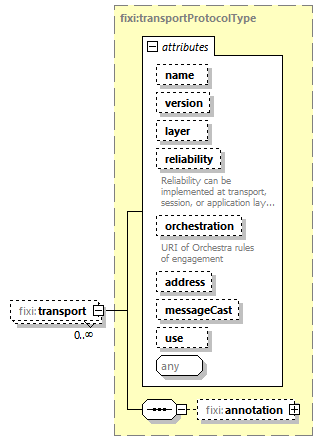 fixi:transportProtocolType
attributes
name
version
layer
reliability
Reliability can be
implemented at transport,
session, or application lay...
orchestration
URI of Orchestra rules
of engagement
address
messageCast
use
any
fixi:transport
0..∞
fixi:annotation